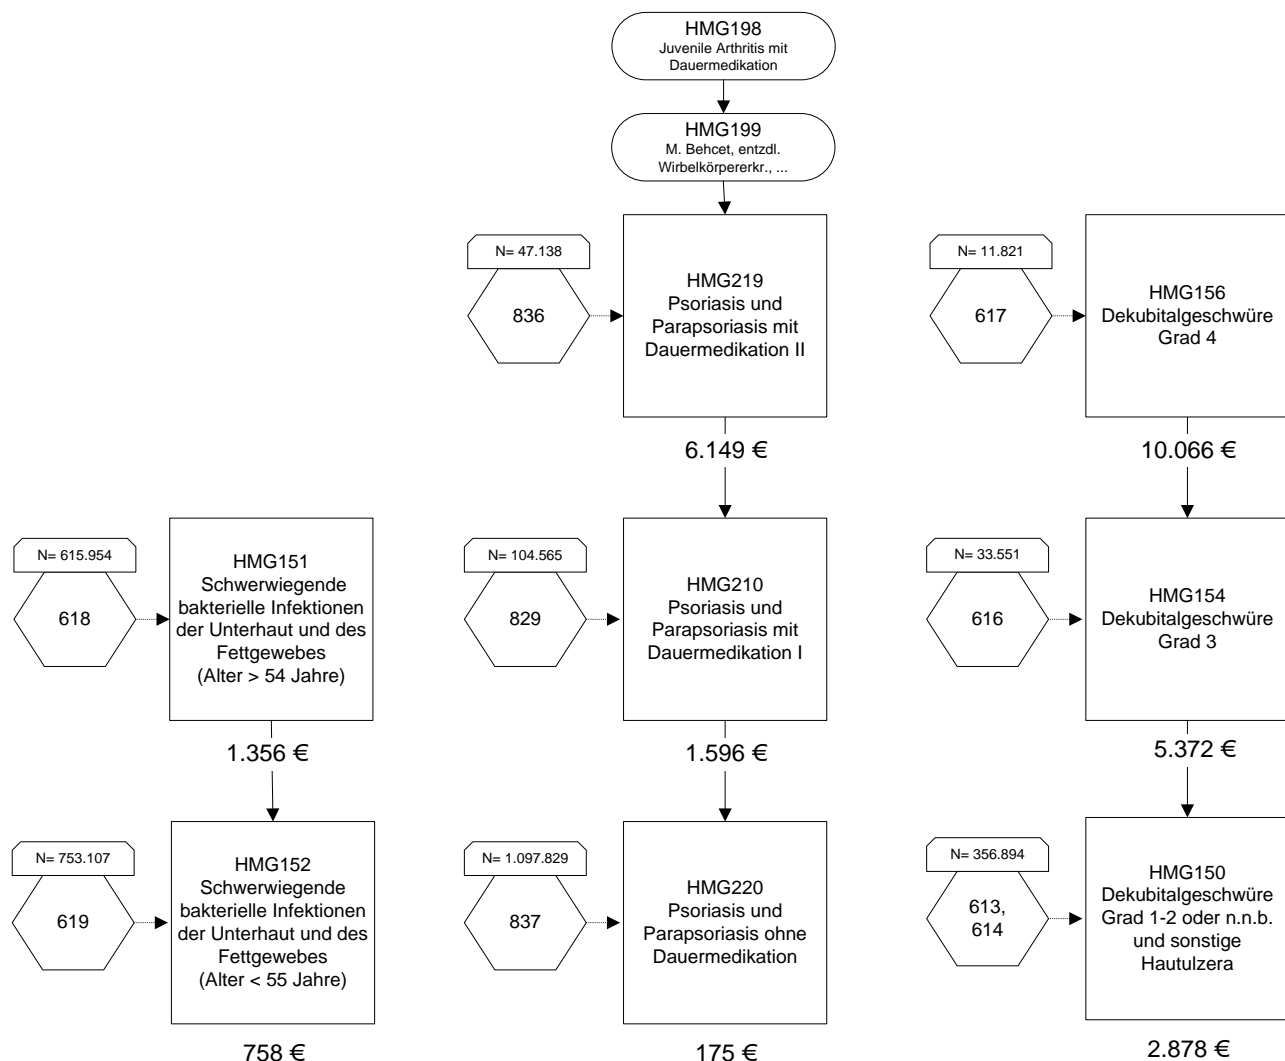 HMG198
Juvenile Arthritis mit
Dauermedikation
HMG199
M. Behcet, entzdl.
Wirbelkörpererkr., ...
N= 47.138
836
HMG219
Psoriasis und
Parapsoriasis mit
Dauermedikation II
6.149 €
N= 11.821
617
HMG156
Dekubitalgeschwüre
Grad 4
10.066 €
N= 615.954
618
HMG151
Schwerwiegende
bakterielle Infektionen
der Unterhaut und des
Fettgewebes
(Alter > 54 Jahre)
1.356 €
N= 104.565
829
HMG210
Psoriasis und
Parapsoriasis mit
Dauermedikation I
1.596 €
N= 33.551
616
HMG154
Dekubitalgeschwüre
Grad 3
5.372 €
N= 753.107
619
HMG152
Schwerwiegende
bakterielle Infektionen
der Unterhaut und des
Fettgewebes
(Alter < 55 Jahre)
758 €
N= 1.097.829
837
HMG220
Psoriasis und
Parapsoriasis ohne
Dauermedikation
175 €
N= 356.894
613,
614
HMG150
Dekubitalgeschwüre
Grad 1-2 oder n.n.b.
und sonstige
Hautulzera
2.878 €